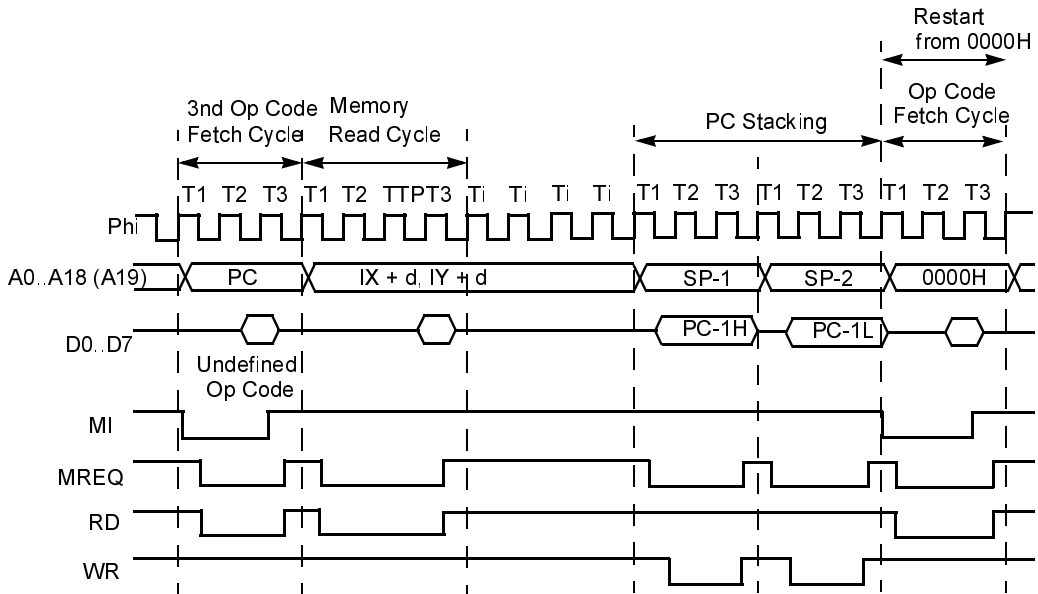 Restart
from 0000H
3nd Op Code
Fetch Cycle
Memory
Read Cycle
PC Stacking
Op Code
Fetch Cycle
T1 T2 T3 T1 T2 TTPT3 Ti Ti Ti Ti T1 T2 T3 T1 T2 T3 T1 T2 T3
Phi
A0..A18 (A19) PC IX + d, IY + d SP-1 SP-2 0000H
D0..D7 PC-1H PC-1L
Undefined
Op Code
MI
MREQ
RD
WR